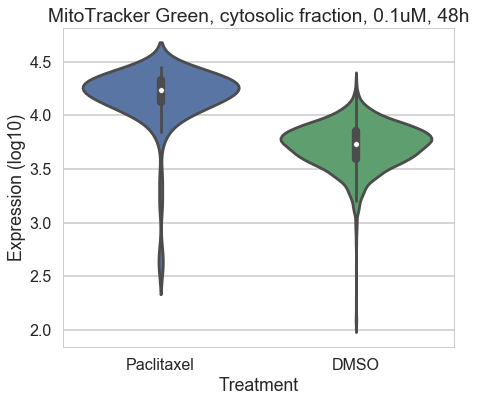 MitoTracker Green, cytosolic fraction, 0.1uM, 48h
Expression (log10)
4.5
4.0
3.5
3.0
2.5
2.0
Paclitaxel DMSO
Treatment